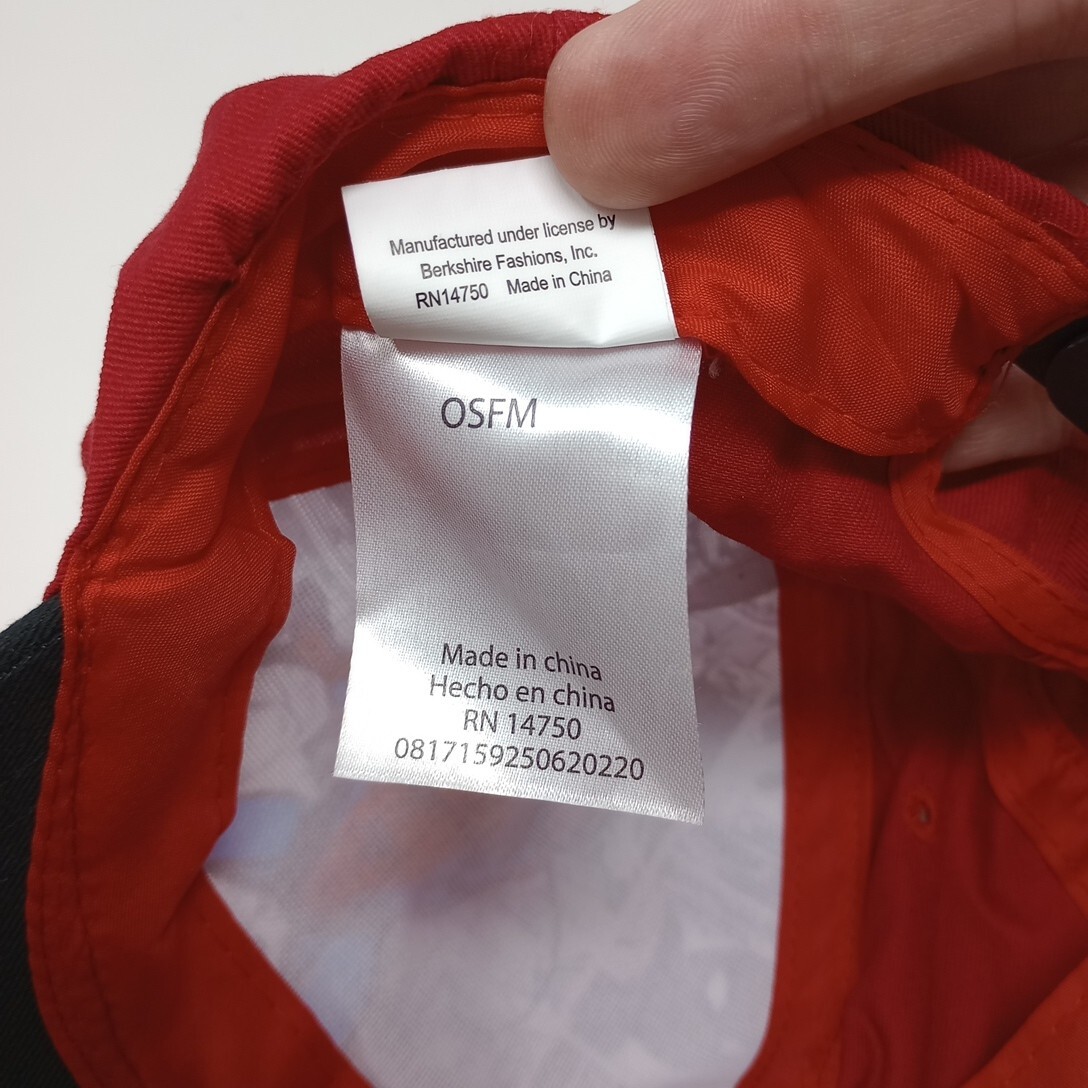 Manufactured under license by
Berkshire Fashions, Inc.
RN14750 Made in China
OSFM
Made in china
Hecho en china
RN 14750
0817159250620220